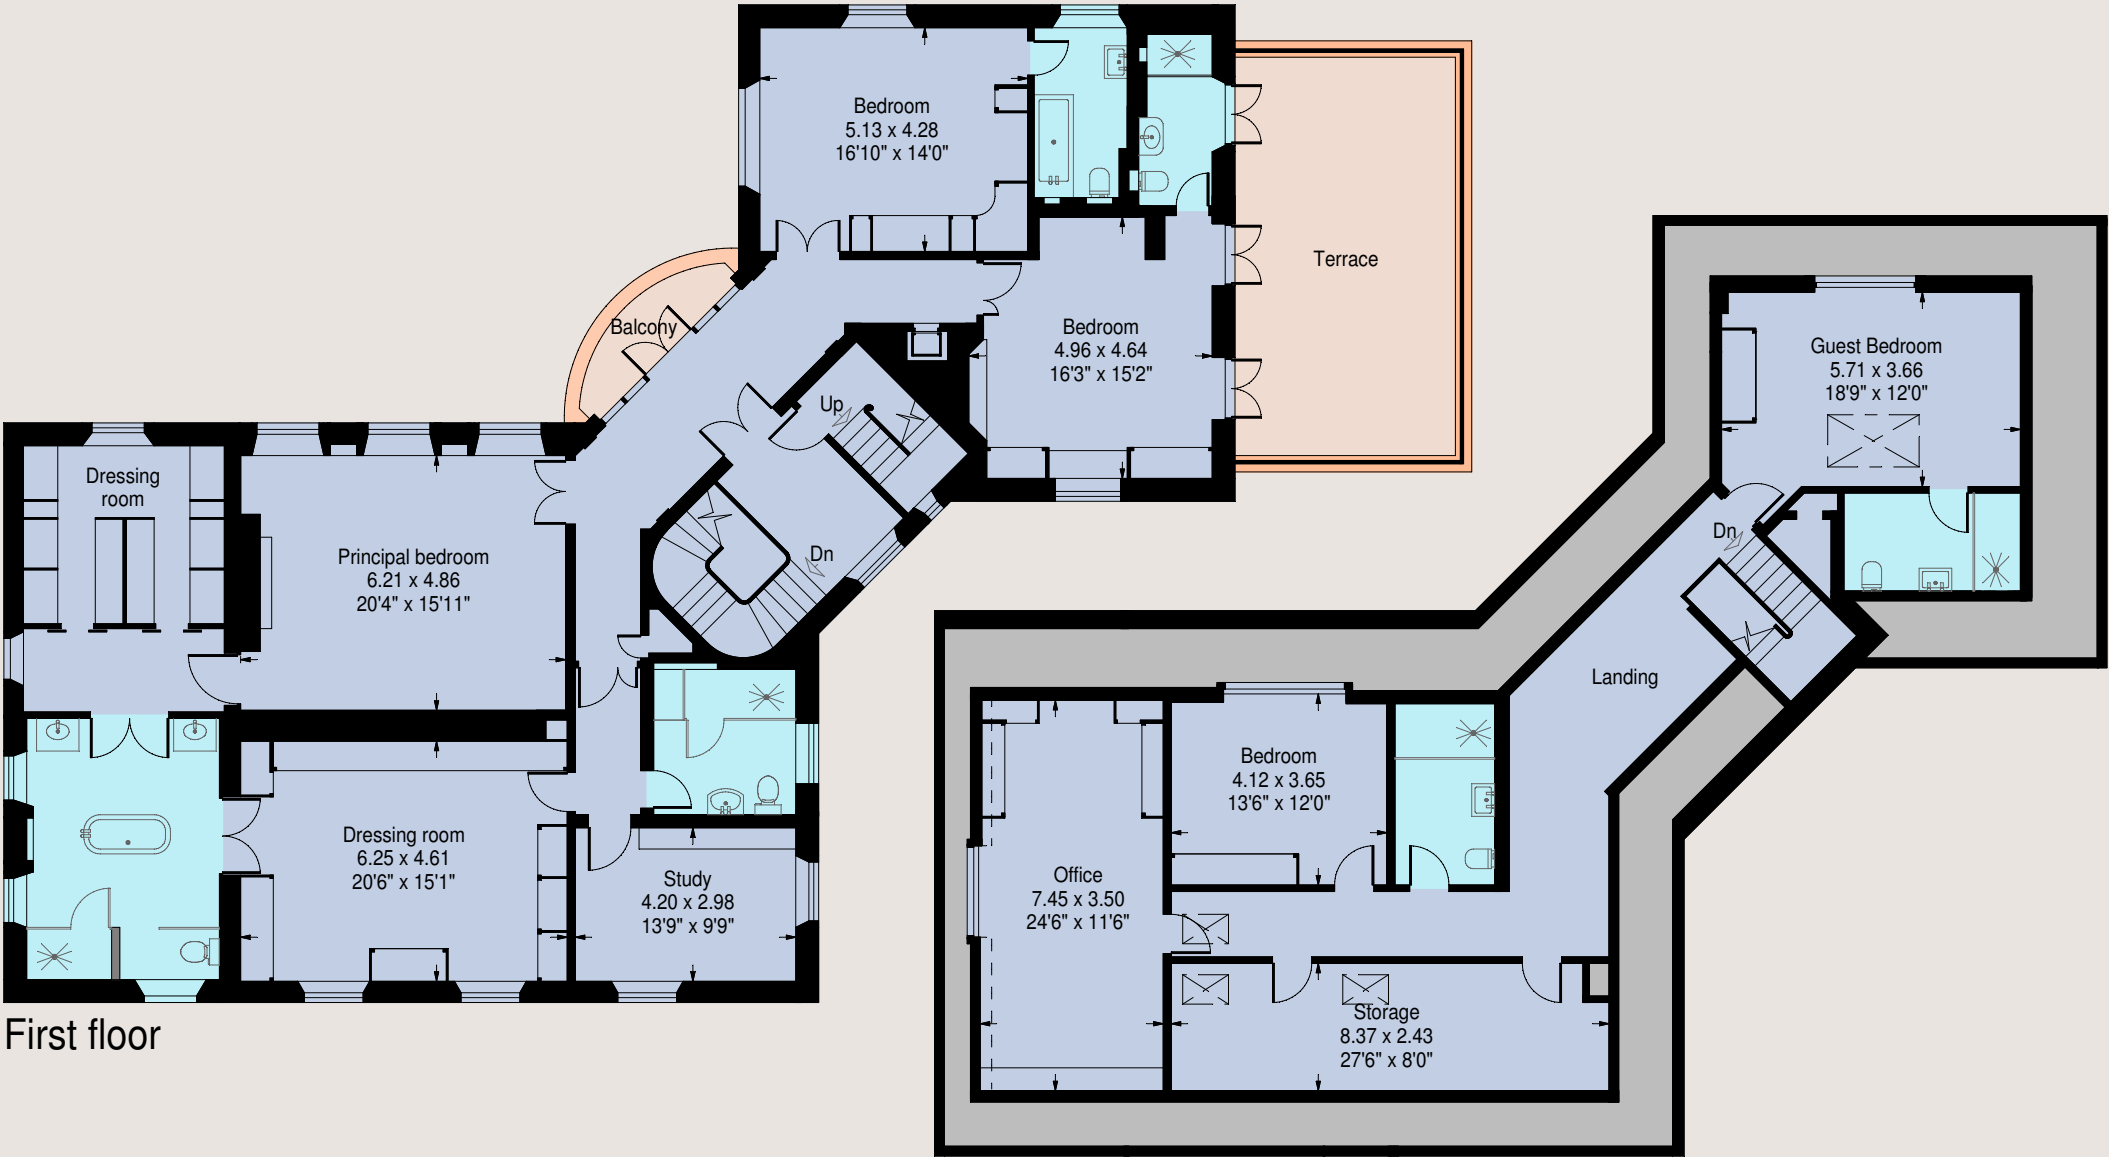 Bedroom
5.13 x 4.28
16'10" x 14'0"
Terrace
Balcony
Bedroom
4.96 x 4.64
16'3" x 15'2"
Up
Dn
Dressing
room
Principal bedroom
6.21 x 4.86
20'4" x 15'11"
Dressing room
6.25 x 4.61
20'6" x 15'1"
Study
4.20 x 2.98
13'9" x 9'9"
First floor
Guest Bedroom
5.71 x 3.66
18'9" x 12'0"
Dn
Landing
Bedroom
4.12 x 3.65
13'6" x 12'0"
Office
7.45 x 3.50
24'6" x 11'6"
Storage
8.37 x 2.43
27'6" x 8'0"